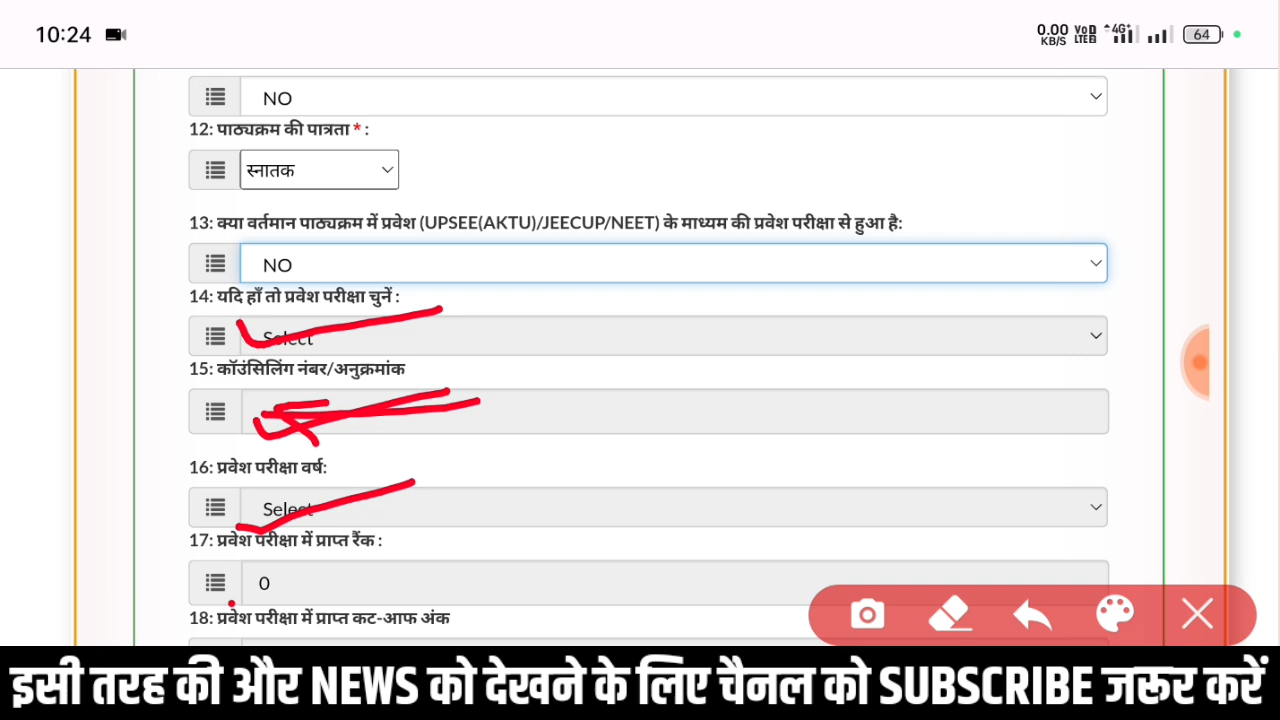 10:24
0.00 KB/S VoD LTE2 4G+ 64
NO
12: पाठ्यक्रम की पात्रता * :
स्नातक
13: क्या वर्तमान पाठ्यक्रम में प्रवेश (UPSEE(AKTU)/JEECUP/NEET) के माध्यम की प्रवेश परीक्षा से हुआ है:
NO
14: यदि हाँ तो प्रवेश परीक्षा चुनें :
Select
15: कॉउंसिलिंग नंबर/अनुक्रमांक
16: प्रवेश परीक्षा वर्ष:
Select
17: प्रवेश परीक्षा में प्राप्त रैंक :
0
18: प्रवेश परीक्षा में प्राप्त कट-आफ अंक
इसी तरह की और NEWS को देखने के लिए चैनल को SUBSCRIBE जरूर करें